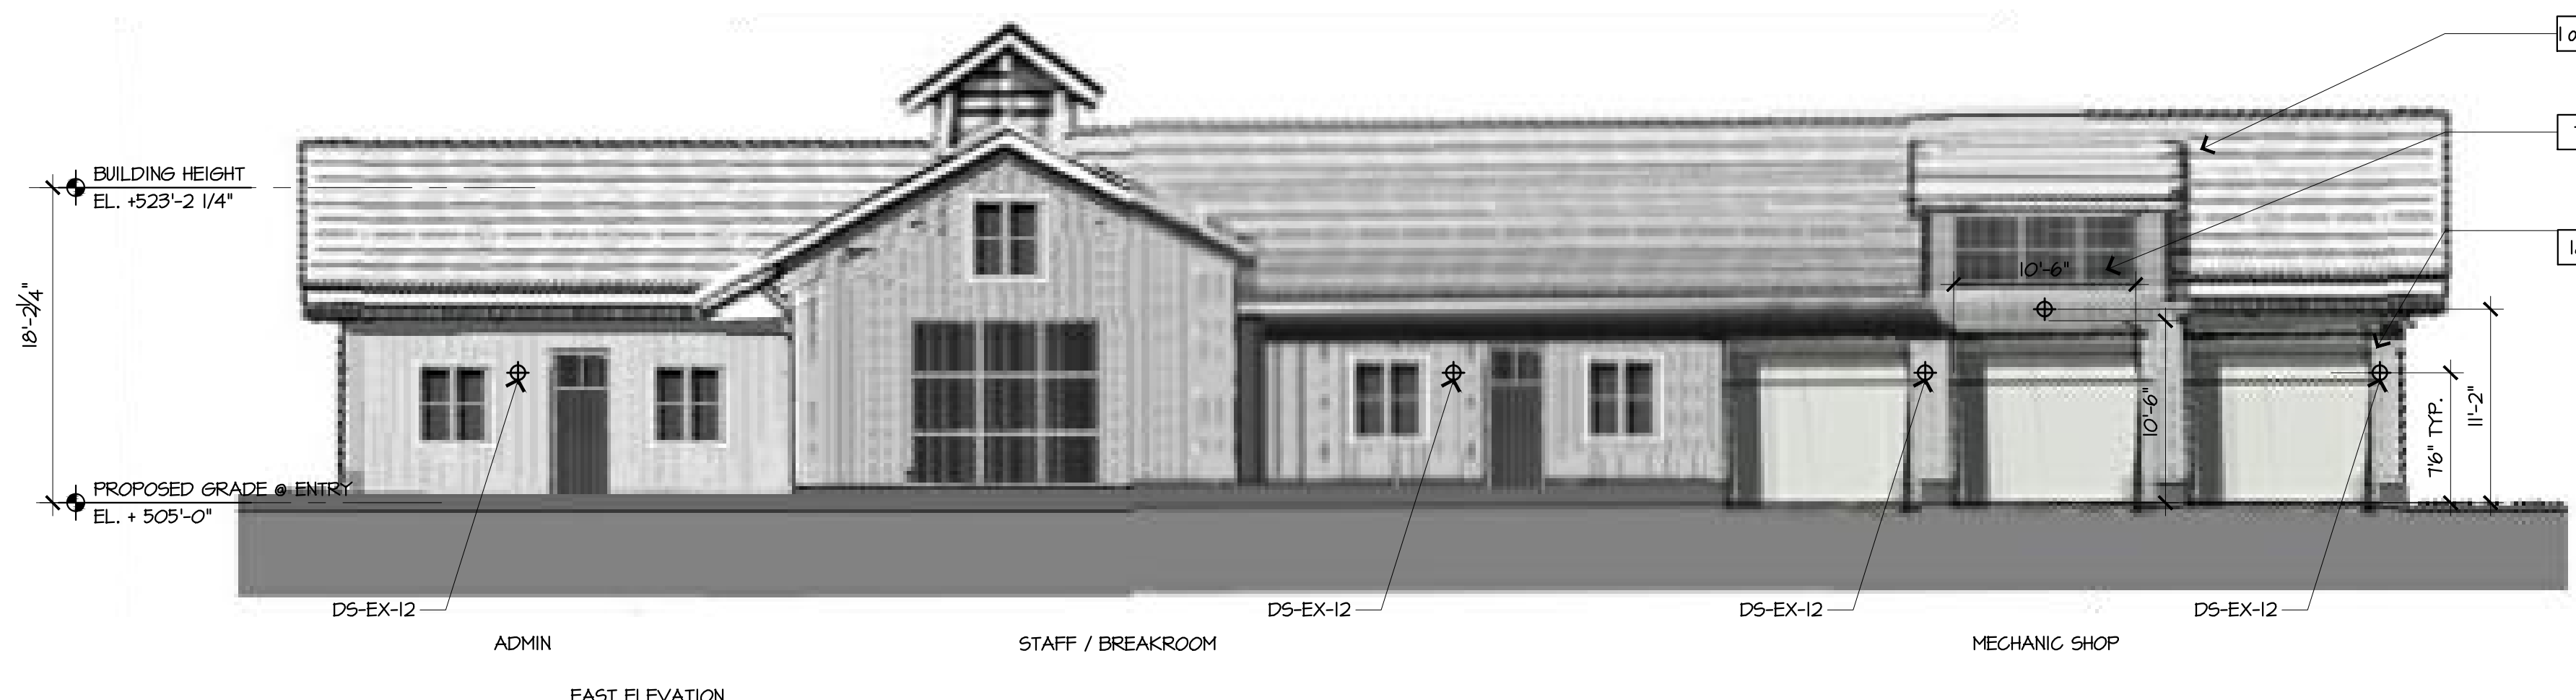 BUILDING HEIGHT
EL. +523'-2 1/4"
18'-2 1/4"
10'-6"
10'-6"
7'6" TYP.
11'-2"
PROPOSED GRADE @ ENTRY
EL. + 505'-0"
DS-EX-12
DS-EX-12
DS-EX-12
DS-EX-12
ADMIN
STAFF / BREAKROOM
MECHANIC SHOP
EAST ELEVATION